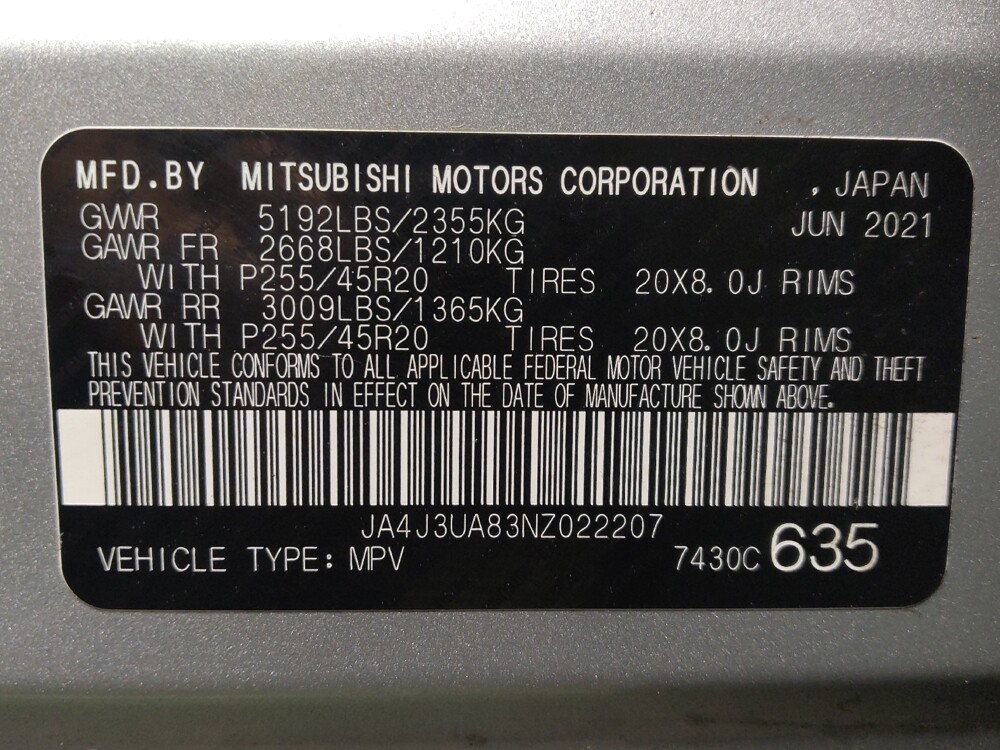 MFD.BY MITSUBISHI MOTORS CORPORATION , JAPAN
GVWR 5192LBS/2355KG JUN 2021
GAWR FR 2668LBS/1210KG
WITH P255/45R20 TIRES 20X8.0J RIMS
GAWR RR 3009LBS/1365KG
WITH P255/45R20 TIRES 20X8.0J RIMS
THIS VEHICLE CONFORMS TO ALL APPLICABLE FEDERAL MOTOR VEHICLE SAFETY AND THEFT
PREVENTION STANDARDS IN EFFECT ON THE DATE OF MANUFACTURE SHOWN ABOVE.
JA4J3UA83NZ022207
VEHICLE TYPE: MPV 7430C 635